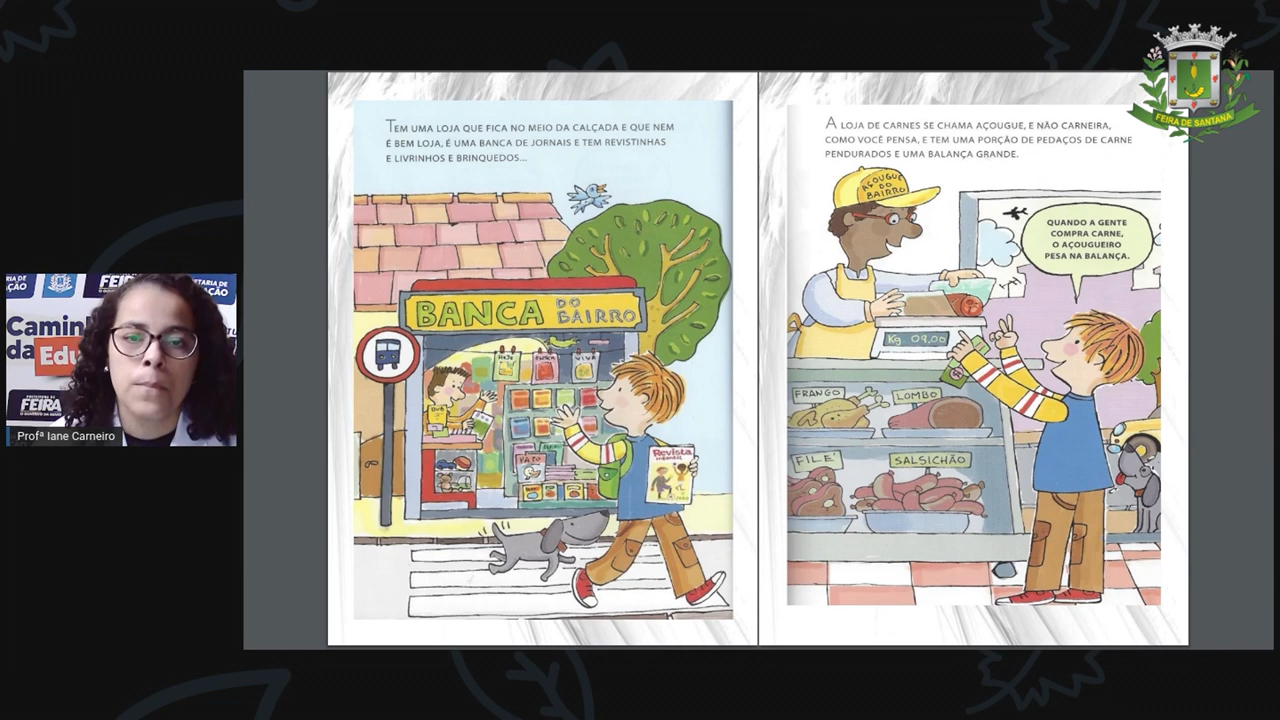 TEM UMA LOJA QUE FICA NO MEIO DA CALÇADA E QUE NEM
É BEM LOJA, É UMA BANCA DE JORNAIS E TEM REVISTINHAS
E LIVRINHOS E BRINQUEDOS...
BANCA DO
BAIRRO
Revista
infantil
A LOJA DE CARNES SE CHAMA AÇOUGUE, E NÃO CARNEIRA,
COMO VOCÊ PENSA, E TEM UMA PORÇÃO DE PEDAÇOS DE CARNE
PENDURADOS E UMA BALANÇA GRANDE.
AÇOUGUE
DO
BAIRRO
QUANDO A GENTE
COMPRA CARNE,
O AÇOUGUEIRO
PESA NA BALANÇA.
Kg 09,00
FRANGO
LOMBO
FILÉ
SALSICHÃO
FEIRA DE SANTANA
FEIRA
Profª Iane Carneiro